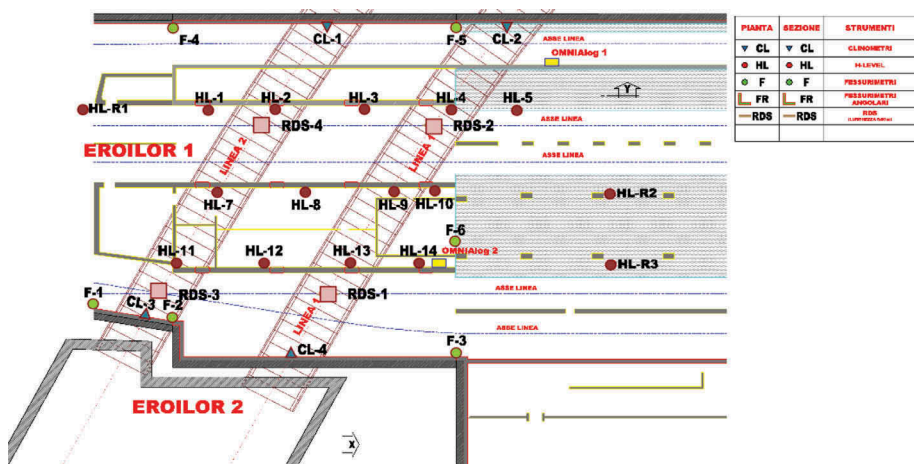 F-4
CL-1
F-5
CL-2
ASSE LINEA
OMNIAlog 1
Y
HL-R1
HL-1
HL-2
HL-3
HL-4
HL-5
RDS-4
RDS-2
ASSE LINEA
EROILOR 1
LINEA 2
LINEA 1
ASSE LINEA
HL-7
HL-8
HL-9
HL-10
HL-R2
F-6
HL-11
HL-12
HL-13
HL-14
OMNIAlog 2
HL-R3
F-1
CL-3
F-2
RDS-3
RDS-1
ASSE LINEA
LINEA 1
ASSE LINEA
CL-4
F-3
EROILOR 2
X
PIANTA SEZIONE STRUMENTI
CL CL CLINOMETRI
HL HL H-LEVEL
F F FESSURIMETRI
FR FR FESSURIMETRI ANGOLARI
RDS RDS RDS